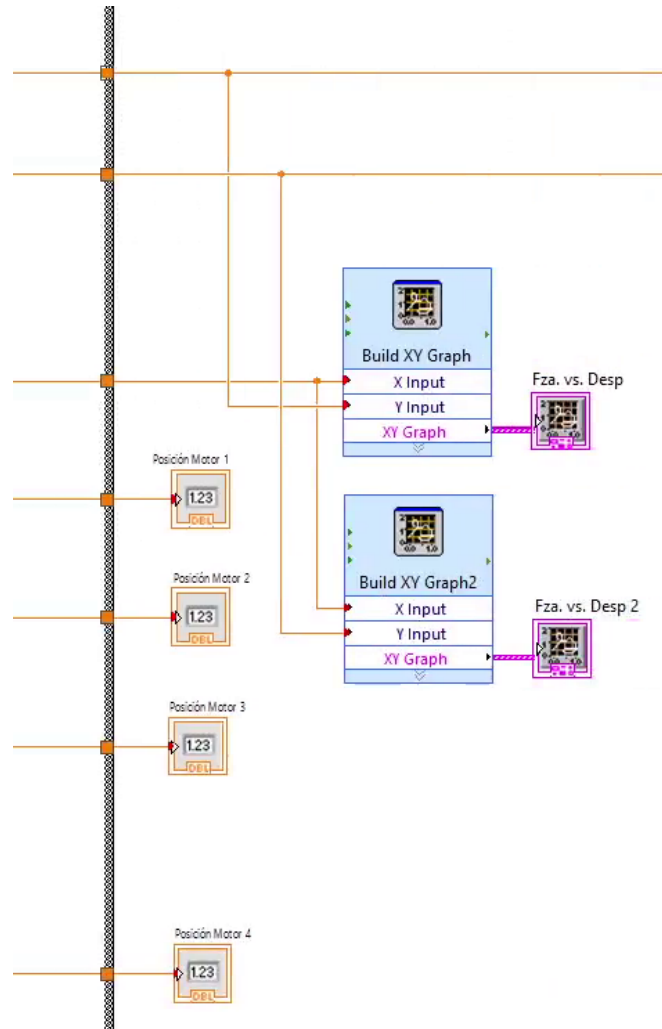 Build XY Graph
X Input
Y Input
XY Graph
Fza. vs. Desp
Posición Motor 1
1.23
DBL
Posición Motor 2
1.23
DBL
Build XY Graph2
X Input
Y Input
XY Graph
Fza. vs. Desp 2
Posición Motor 3
1.23
DBL
Posición Motor 4
1.23
DBL